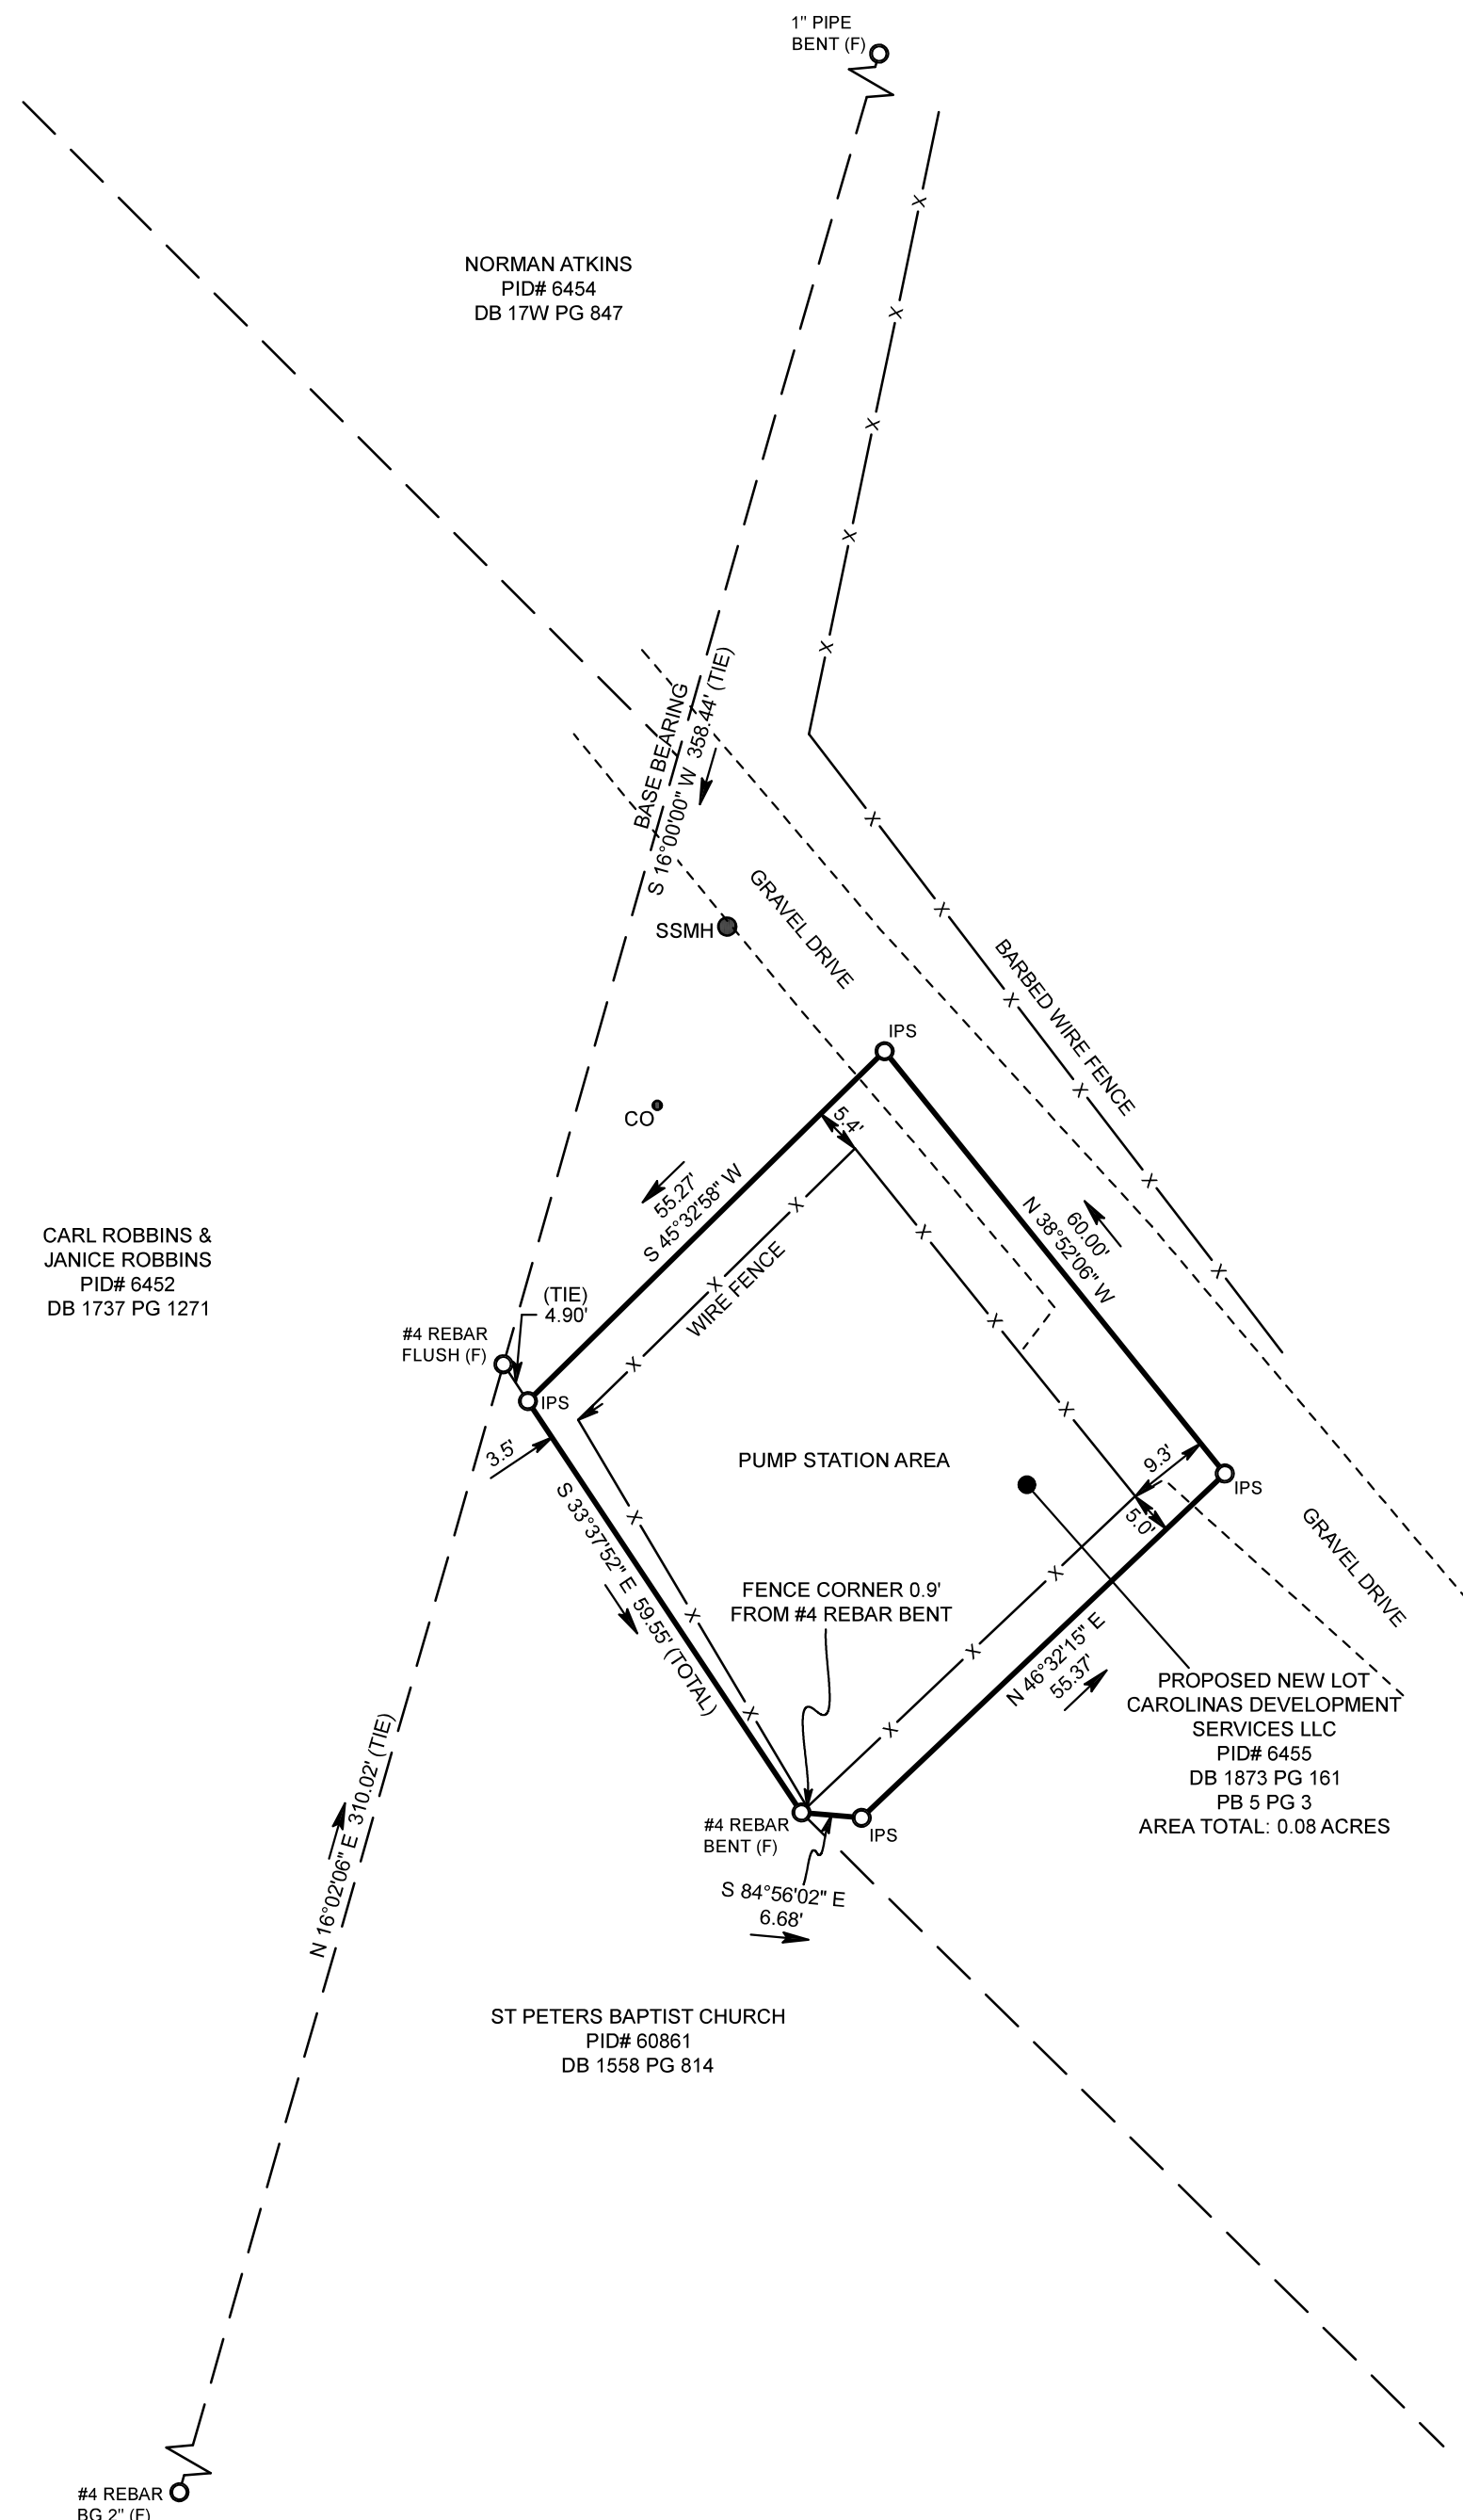 1" PIPE
BENT (F)
NORMAN ATKINS
PID# 6454
DB 17W PG 847
BASE BEARING
S 16°00'00" W 358.44' (TIE)
GRAVEL DRIVE
SSMH
BARBED WIRE FENCE
IPS
CO
5.4'
55.27'
S 45°32'58" W
N 38°52'06" W
60.00'
WIRE FENCE
CARL ROBBINS &
JANICE ROBBINS
PID# 6452
DB 1737 PG 1271
(TIE)
4.90'
#4 REBAR
FLUSH (F)
IPS
3.5'
PUMP STATION AREA
9.3'
IPS
5.0'
S 33°37'52" E 59.55' (TOTAL)
GRAVEL DRIVE
FENCE CORNER 0.9'
FROM #4 REBAR BENT
N 46°32'15" E
55.37'
PROPOSED NEW LOT
CAROLINAS DEVELOPMENT
SERVICES LLC
PID# 6455
DB 1873 PG 161
PB 5 PG 3
AREA TOTAL: 0.08 ACRES
#4 REBAR
BENT (F)
IPS
S 84°56'02" E
6.68'
N 16°02'06" E 310.02' (TIE)
ST PETERS BAPTIST CHURCH
PID# 60861
DB 1558 PG 814
#4 REBAR
BG 2" (F)